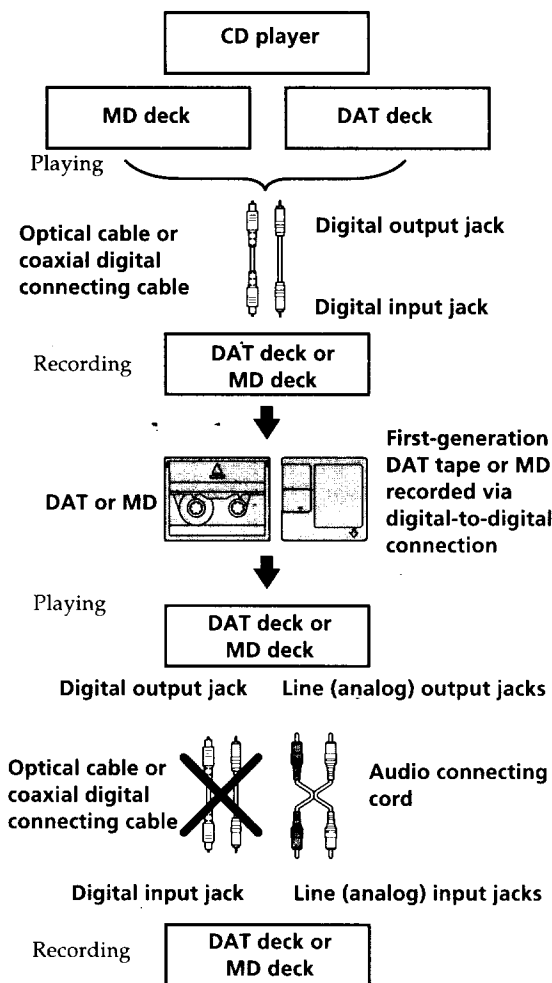 CD player
MD deck
DAT deck
Playing
Optical cable or
coaxial digital
connecting cable
Digital output jack
Digital input jack
Recording
DAT deck or
MD deck
DAT or MD
First-generation
DAT tape or MD
recorded via
digital-to-digital
connection
Playing
DAT deck or
MD deck
Digital output jack
Line (analog) output jacks
Optical cable or
coaxial digital
connecting cable
Audio connecting
cord
Digital input jack
Line (analog) input jacks
Recording
DAT deck or
MD deck